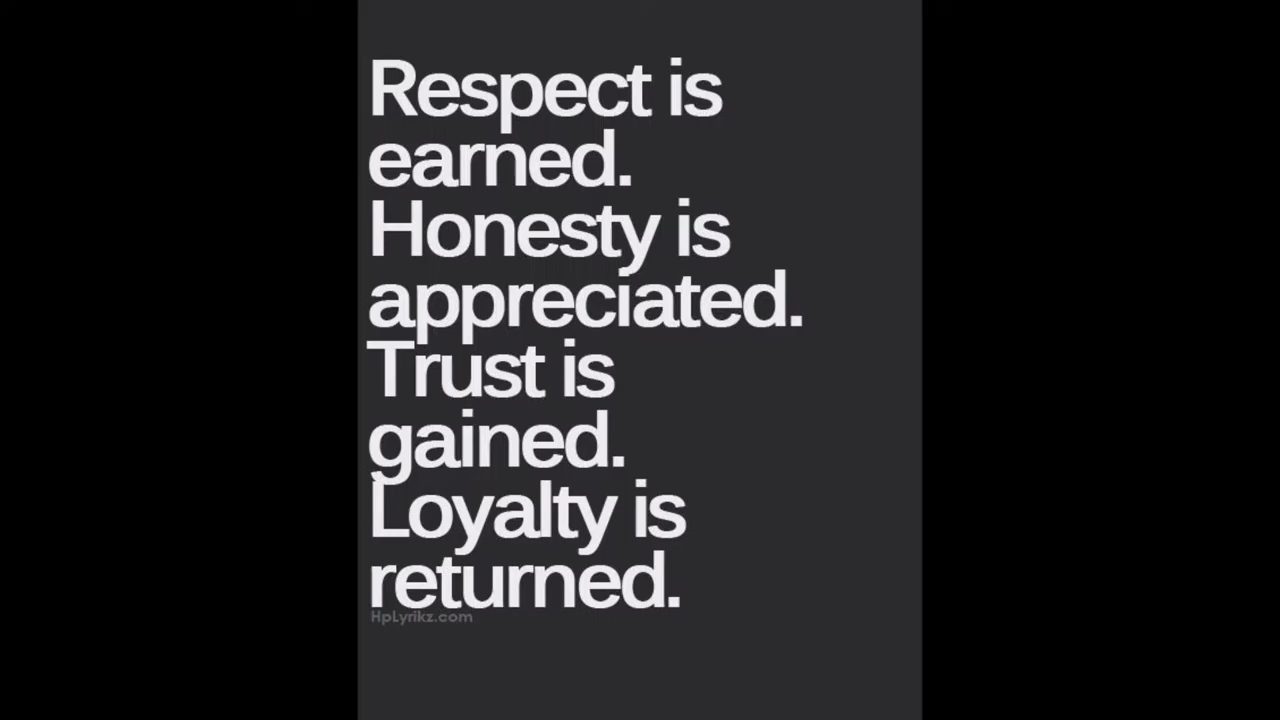 Respect is
earned.
Honesty is
appreciated.
Trust is
gained.
Loyalty is
returned.
HpLyrikz.com